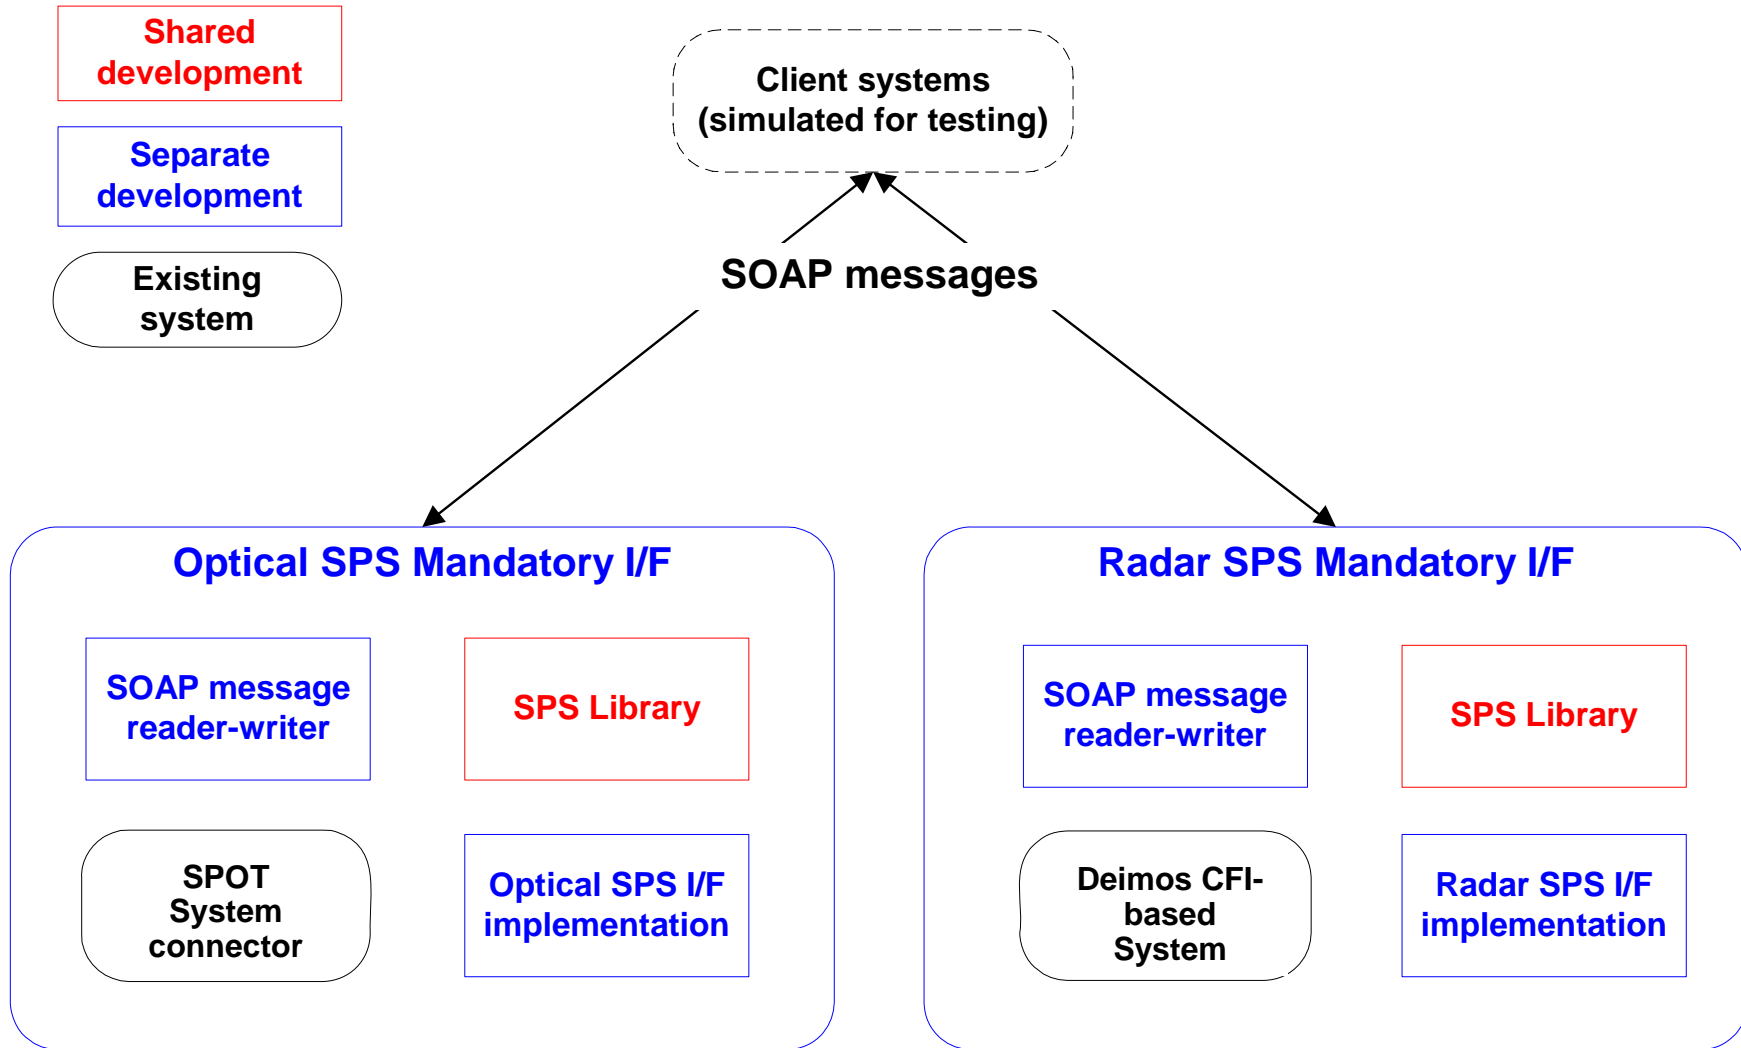 Shared
development
Separate
development
Existing
system
Client systems
(simulated for testing)
SOAP messages
Optical SPS Mandatory I/F
SOAP message
reader-writer
SPS Library
SPOT
System
connector
Optical SPS I/F
implementation
Radar SPS Mandatory I/F
SOAP message
reader-writer
SPS Library
Deimos CFI-
based
System
Radar SPS I/F
implementation